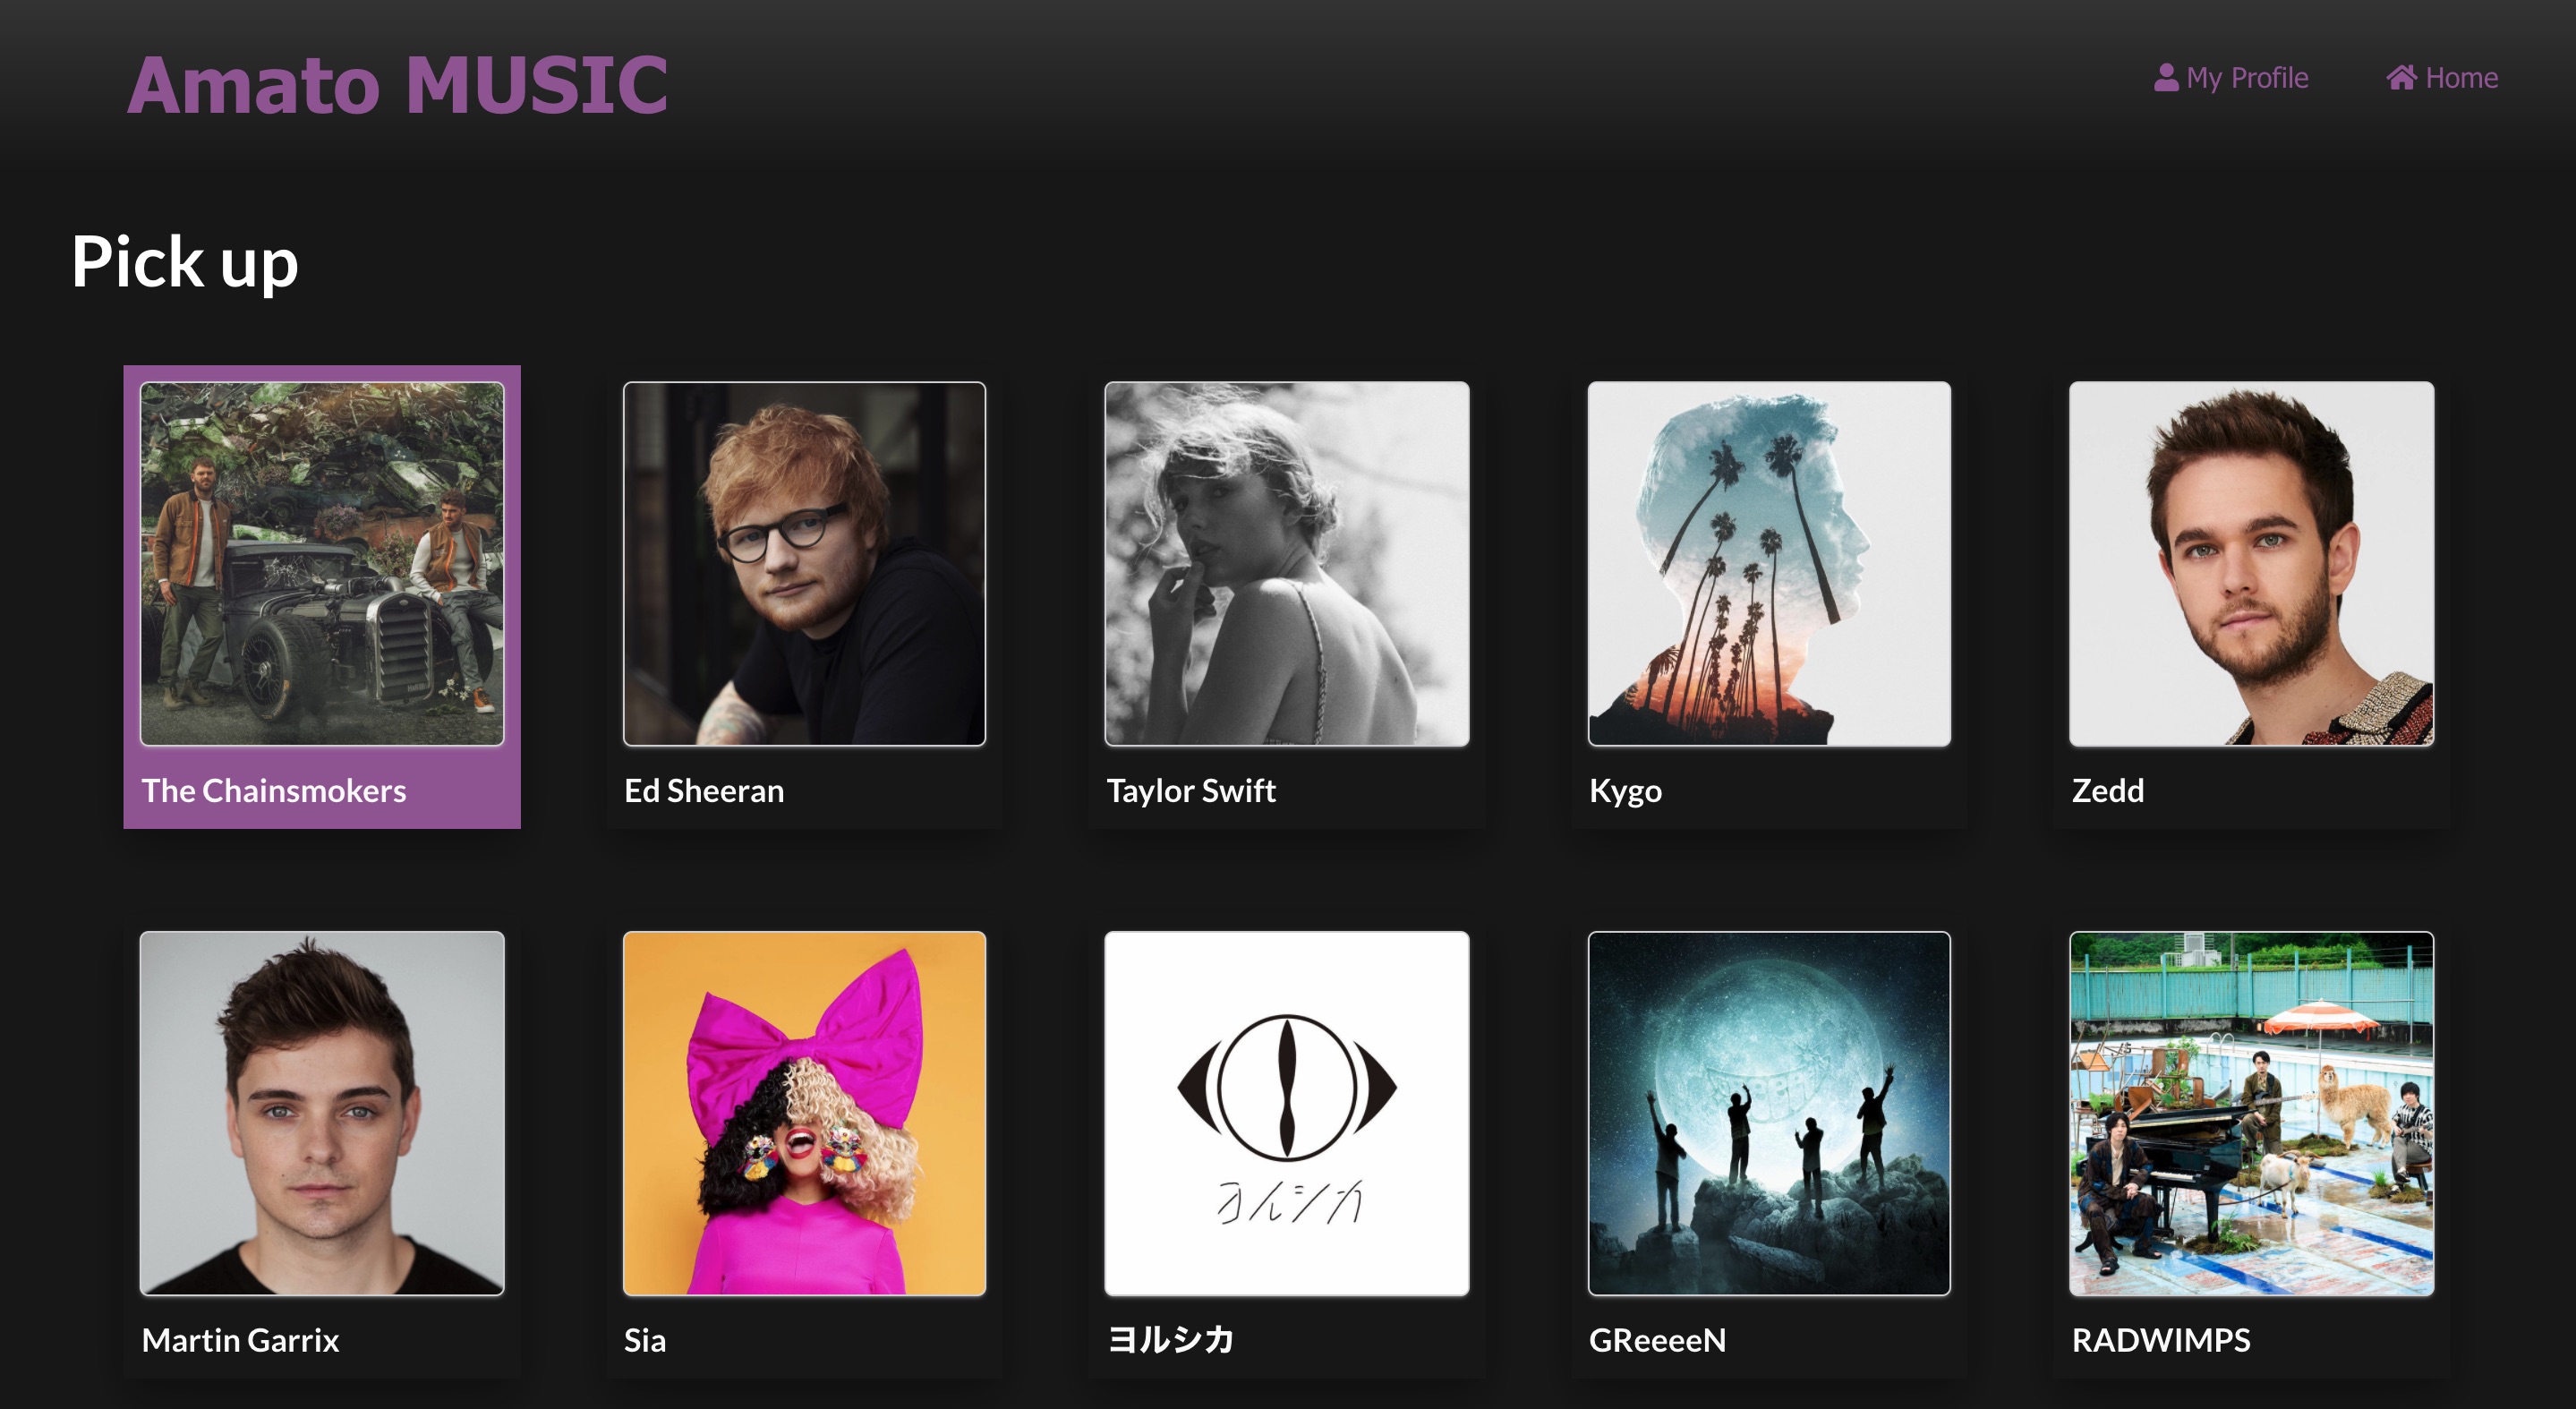 Amato MUSIC
My Profile
Home
Pick up
The Chainsmokers
Ed Sheeran
Taylor Swift
Kygo
Zedd
ヨルシカ
Martin Garrix
Sia
ヨルシカ
GReeeeN
RADWIMPS